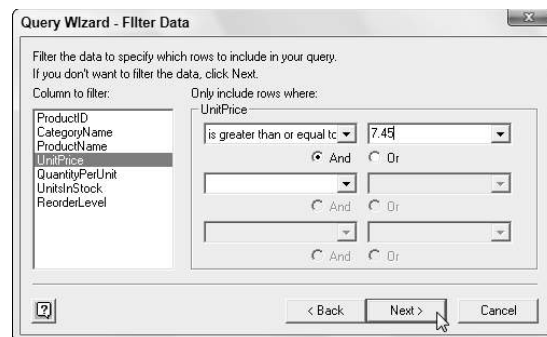 Query Wizard - FIlter Data
Filter the data to specify which rows to include in your query.
If you don't want to filter the data, click Next.
Column to filter:
Only include rows where:
ProductID
CategoryName
ProductName
UnitPrice
QuantityPerUnit
UnitsInStock
ReorderLevel
UnitPrice
is greater than or equal to 7.45
And Or
And Or
And Or
< Back Next > Cancel